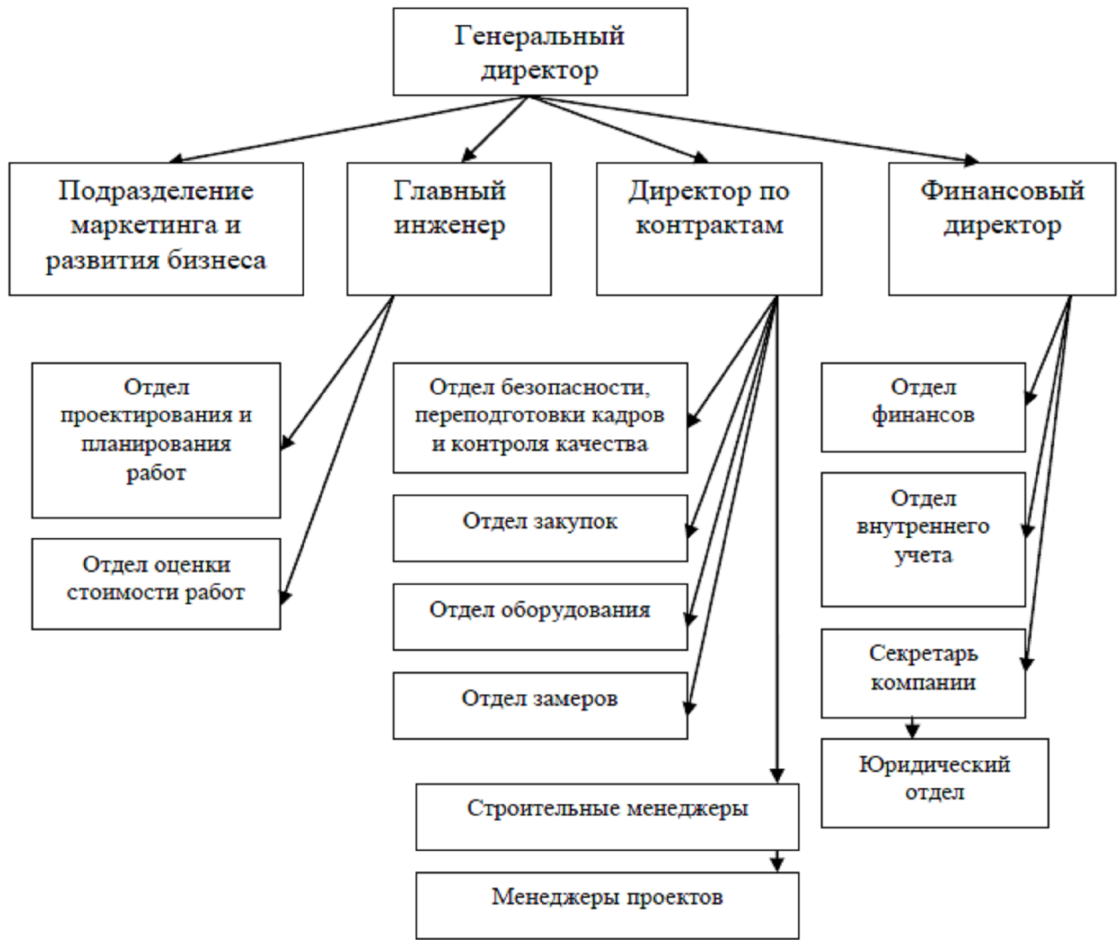 Генеральный
директор
Подразделение
маркетинга и
развития бизнеса
Главный
инженер
Директор по
контрактам
Финансовый
директор
Отдел
проектирования и
планирования
работ
Отдел оценки
стоимости работ
Отдел безопасности,
переподготовки кадров
и контроля качества
Отдел закупок
Отдел оборудования
Отдел замеров
Строительные менеджеры
Менеджеры проектов
Отдел
финансов
Отдел
внутреннего
учета
Секретарь
компании
Юридический
отдел